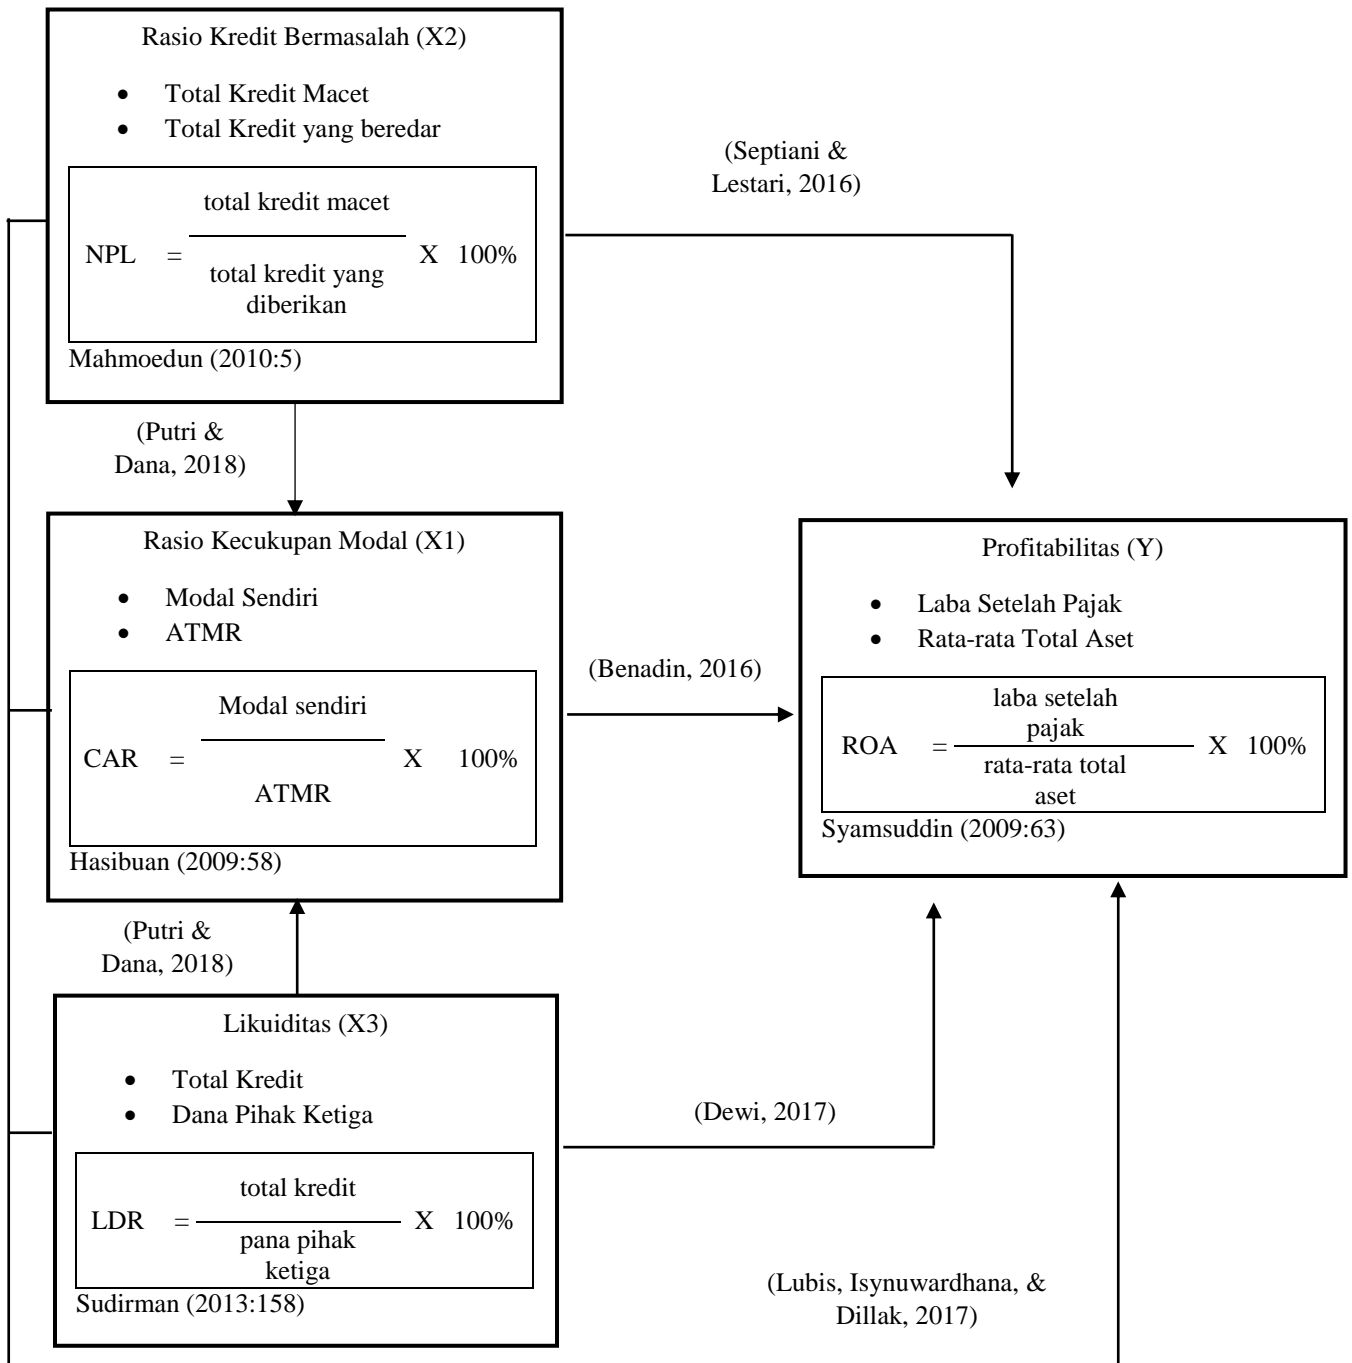 Rasio Kredit Bermasalah (X2)
• Total Kredit Macet
• Total Kredit yang beredar
total kredit macet
NPL = X 100%
total kredit yang
diberikan
Mahmoedun (2010:5)
(Septiani &
Lestari, 2016)
(Putri &
Dana, 2018)
Rasio Kecukupan Modal (X1)
• Modal Sendiri
• ATMR
Modal sendiri
CAR = X 100%
ATMR
Hasibuan (2009:58)
(Benadin, 2016)
Profitabilitas (Y)
• Laba Setelah Pajak
• Rata-rata Total Aset
laba setelah
pajak
ROA = X 100%
rata-rata total
aset
Syamsuddin (2009:63)
(Putri &
Dana, 2018)
Likuiditas (X3)
• Total Kredit
• Dana Pihak Ketiga
total kredit
LDR = X 100%
pana pihak
ketiga
Sudirman (2013:158)
(Dewi, 2017)
(Lubis, Isynuwardhana, &
Dillak, 2017)